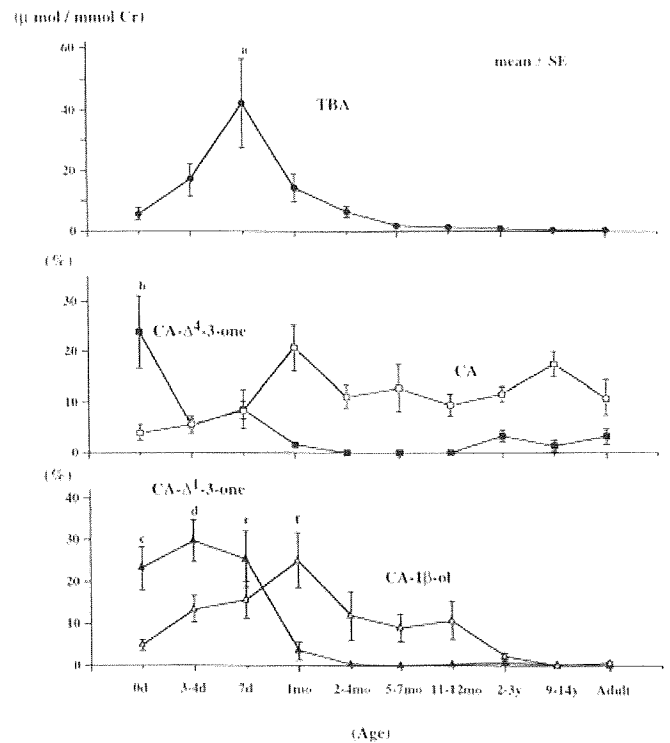 (μ mol / mmol Cr)
60
a
mean ± SE
TBA
40
20
0
(%)
b
30
CA-Δ⁴-3-one
CA
20
10
0
(%)
CA-Δ¹-3-one
40
d
c
e
f
30
CA-1β-ol
20
10
0
0d 3-4d 7d 1mo 2-4mo 5-7mo 11-12mo 2-3y 9-14y Adult
(Age)